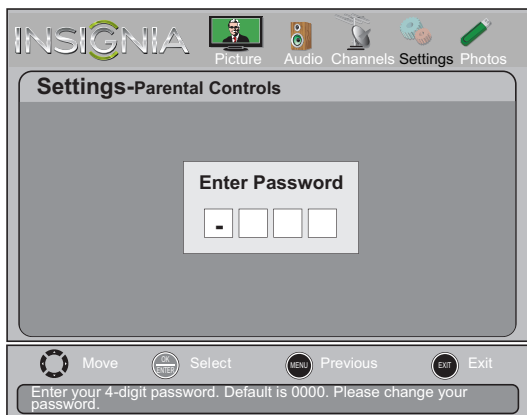 INSIGNIA
Picture Audio Channels Settings Photos
Settings-Parental Controls
Enter Password
-
OK ENTER
MENU
EXIT
Move Select Previous Exit
Enter your 4-digit password. Default is 0000. Please change your
password.